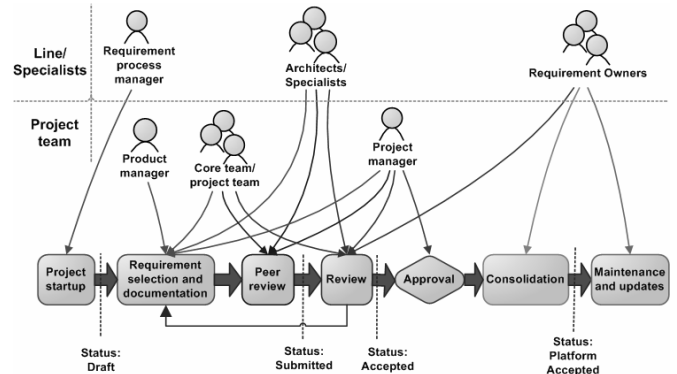 Line/
Specialists
Requirement
process
manager
Architects/
Specialists
Requirement Owners
Project
team
Product
manager
Core team/
project team
Project
manager
Project
startup
Requirement
selection and
documentation
Peer
review
Review
Approval
Consolidation
Maintenance
and updates
Status:
Draft
Status:
Submitted
Status:
Accepted
Status:
Platform
Accepted